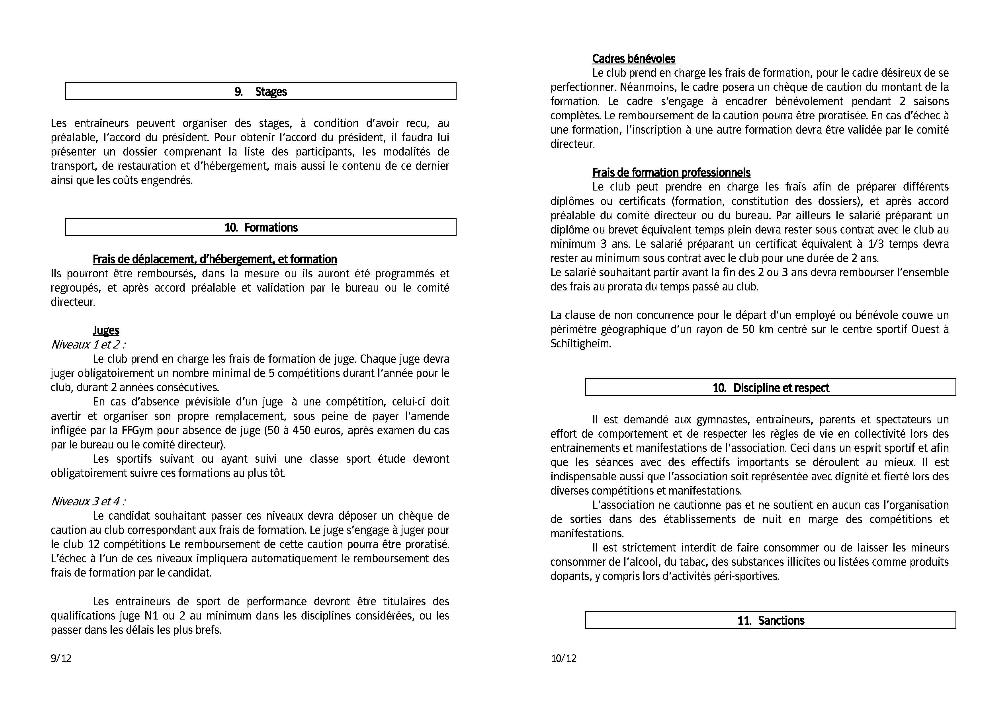 9. Stages
Les entraîneurs peuvent organiser des stages, à condition d'avoir recu, au
préalable, l'accord du président. Pour obtenir l'accord du président, il faudra lui
présenter un dossier comprenant la liste des participants, les modalités de
transport, de restauration et d'hébergement, mais aussi le contenu de ce dernier
ainsi que les coûts engendrés.
10. Formations
Frais de déplacement, d'hébergement, et formation
Ils pourront être remboursés, dans la mesure ou ils auront été programmés et
regroupés, et après accord préalable et validation par le bureau ou le comité
directeur.
Juges
Niveaux 1 et 2 :
Le club prend en charge les frais de formation de juge. Chaque juge devra
juger obligatoirement un nombre minimal de 5 compétitions durant l'année pour le
club, durant 2 années consécutives.
En cas d'absence prévisible d'un juge à une compétition, celui-ci doit
avertir et organiser son propre remplacement, sous peine de payer l'amende
infligée par la FFGym pour absence de juge (50 à 450 euros, après examen du cas
par le bureau ou le comité directeur).
Les sportifs suivant ou ayant suivi une classe sport étude devront
obligatoirement suivre ces formations au plus tôt.
Niveaux 3 et 4 :
Le candidat souhaitant passer ces niveaux devra déposer un chèque de
caution au club correspondant aux frais de formation. Le juge s'engage à juger pour
le club 12 compétitions Le remboursement de cette caution pourra être proratisé.
L'échec à l'un de ces niveaux impliquera automatiquement le remboursement des
frais de formation par le candidat.
Les entraineurs de sport de performance devront être titulaires des
qualifications juge N1 ou 2 au minimum dans les disciplines considérées, ou les
passer dans les délais les plus brefs.
9/12
Cadres bénévoles
Le club prend en charge les frais de formation, pour le cadre désireux de se
perfectionner. Néanmoins, le cadre posera un chèque de caution du montant de la
formation. Le cadre s'engage à encadrer bénévolement pendant 2 saisons
complètes. Le remboursement de la caution pourra être proratisée. En cas d'échec à
une formation, l'inscription à une autre formation devra être validée par le comité
directeur.
Frais de formation professionnels
Le club peut prendre en charge les frais afin de préparer différents
diplômes ou certificats (formation, constitution des dossiers), et après accord
préalable du comité directeur ou du bureau. Par ailleurs le salarié préparant un
diplôme ou brevet équivalent temps plein devra rester sous contrat avec le club au
minimum 3 ans. Le salarié préparant un certificat équivalent à 1/3 temps devra
rester au minimum sous contrat avec le club pour une durée de 2 ans.
Le salarié souhaitant partir avant la fin des 2 ou 3 ans devra rembourser l'ensemble
des frais au prorata du temps passé au club.
La clause de non concurrence pour le départ d'un employé ou bénévole couvre un
périmètre géographique d'un rayon de 50 km centré sur le centre sportif Ouest à
Schiltigheim.
10. Discipline et respect
Il est demandé aux gymnastes, entraîneurs, parents et spectateurs un
effort de comportement et de respecter les règles de vie en collectivité lors des
entrainements et manifestations de l'association. Ceci dans un esprit sportif et afin
que les séances avec des effectifs importants se déroulent au mieux. Il est
indispensable aussi que l'association soit représentée avec dignité et fierté lors des
diverses compétitions et manifestations.
L'association ne cautionne pas et ne soutient en aucun cas l'organisation
de sorties dans des établissements de nuit en marge des compétitions et
manifestations.
Il est strictement interdit de faire consommer ou de laisser les mineurs
consommer de l'alcool, du tabac, des substances illicites ou listées comme produits
dopants, y compris lors d'activités péri-sportives.
11. Sanctions
10/12